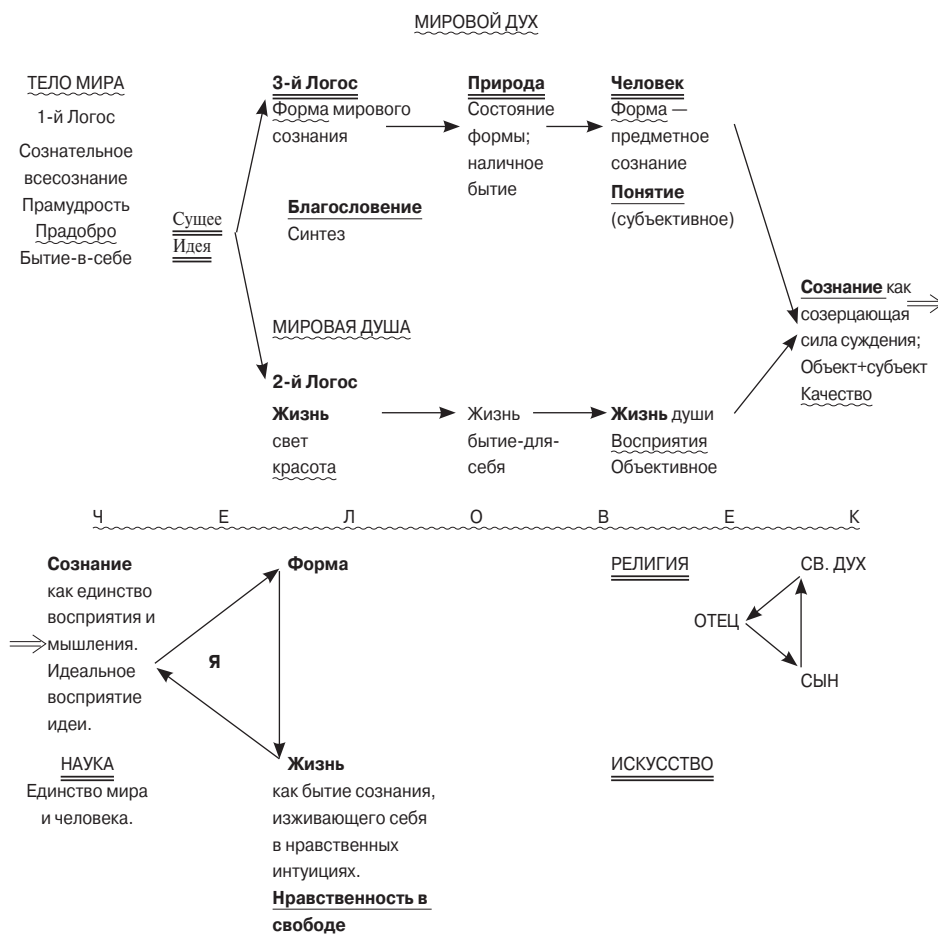 МИРОВОЙ ДУХ
ТЕЛО МИРА
1-й Логос
Сознательное
всесознание
Прамудрость
Прадобро
Бытие-в-себе
Сущее
Идея
3-й Логос
Форма мирового
сознания
Благословение
Синтез
Природа
Состояние
формы;
наличное
бытие
Человек
Форма —
предметное
сознание
Понятие
(субъективное)
МИРОВАЯ ДУША
2-й Логос
Жизнь
свет
красота
Жизнь
бытие-для-
себя
Жизнь души
Восприятия
Объективное
Сознание как
созерцающая
сила суждения;
Объект+субъект
Качество
Ч Е Л О В Е К
Сознание
как единство
восприятия и
мышления.
Идеальное
восприятие
идеи.
НАУКА
Единство мира
и человека.
Форма
Я
Жизнь
как бытие сознания,
изживающего себя
в нравственных
интуициях.
Нравственность в
свободе
РЕЛИГИЯ
СВ. ДУХ
ОТЕЦ
СЫН
ИСКУССТВО